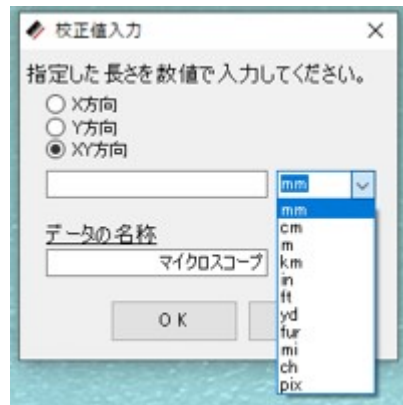 校正値入力
指定した長さを数値で入力してください。
X方向
Y方向
XY方向
mm
mm
cm
m
km
in
ft
yd
fur
mi
ch
pix
データの名称
マイクロスコープ
OK